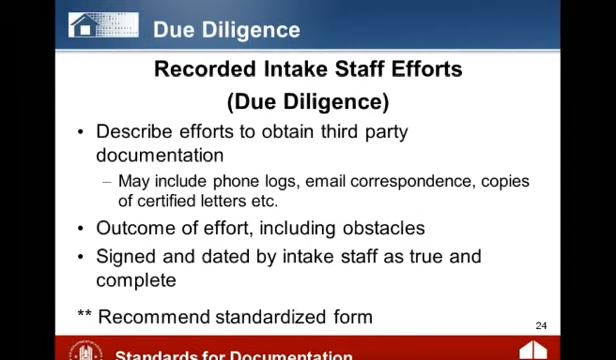 Due Diligence
Recorded Intake Staff Efforts
(Due Diligence)
• Describe efforts to obtain third party
documentation
– May include phone logs, email correspondence, copies
of certified letters etc.
• Outcome of effort, including obstacles
• Signed and dated by intake staff as true and
complete
** Recommend standardized form
24
Standards for Documentation